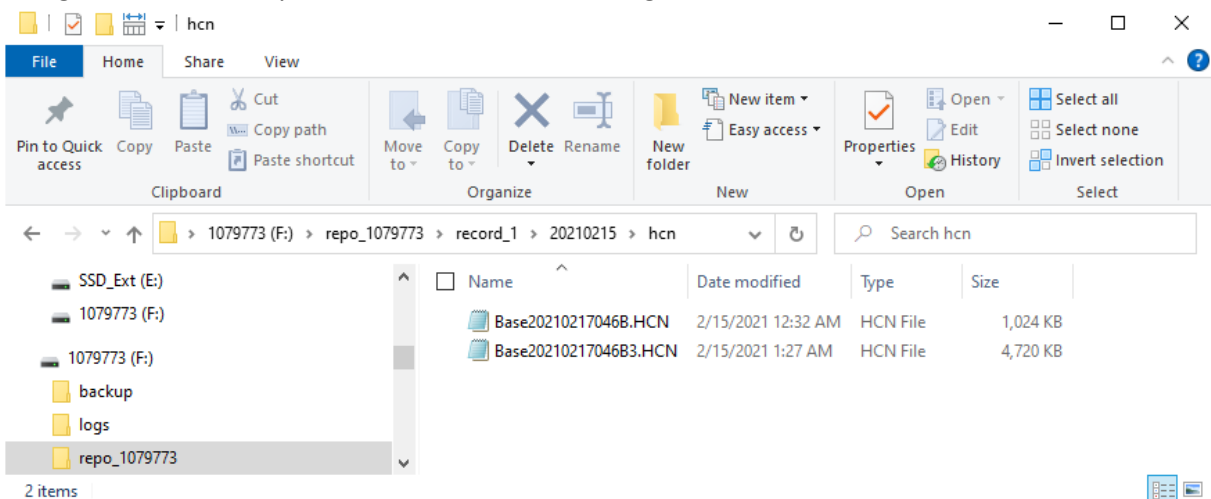 hcn
File Home Share View
Pin to Quick access
Copy
Paste
Cut
Copy path
Paste shortcut
Clipboard
Move to
Copy to
Delete
Rename
Organize
New folder
New item
Easy access
New
Properties
Open
Edit
History
Open
Select all
Select none
Invert selection
Select
1079773 (F:) > repo_1079773 > record_1 > 20210215 > hcn
Search hcn
SSD_Ext (E:)
1079773 (F:)
1079773 (F:)
backup
logs
repo_1079773
Name Date modified Type Size
Base20210217046B.HCN 2/15/2021 12:32 AM HCN File 1,024 KB
Base20210217046B3.HCN 2/15/2021 1:27 AM HCN File 4,720 KB
2 items